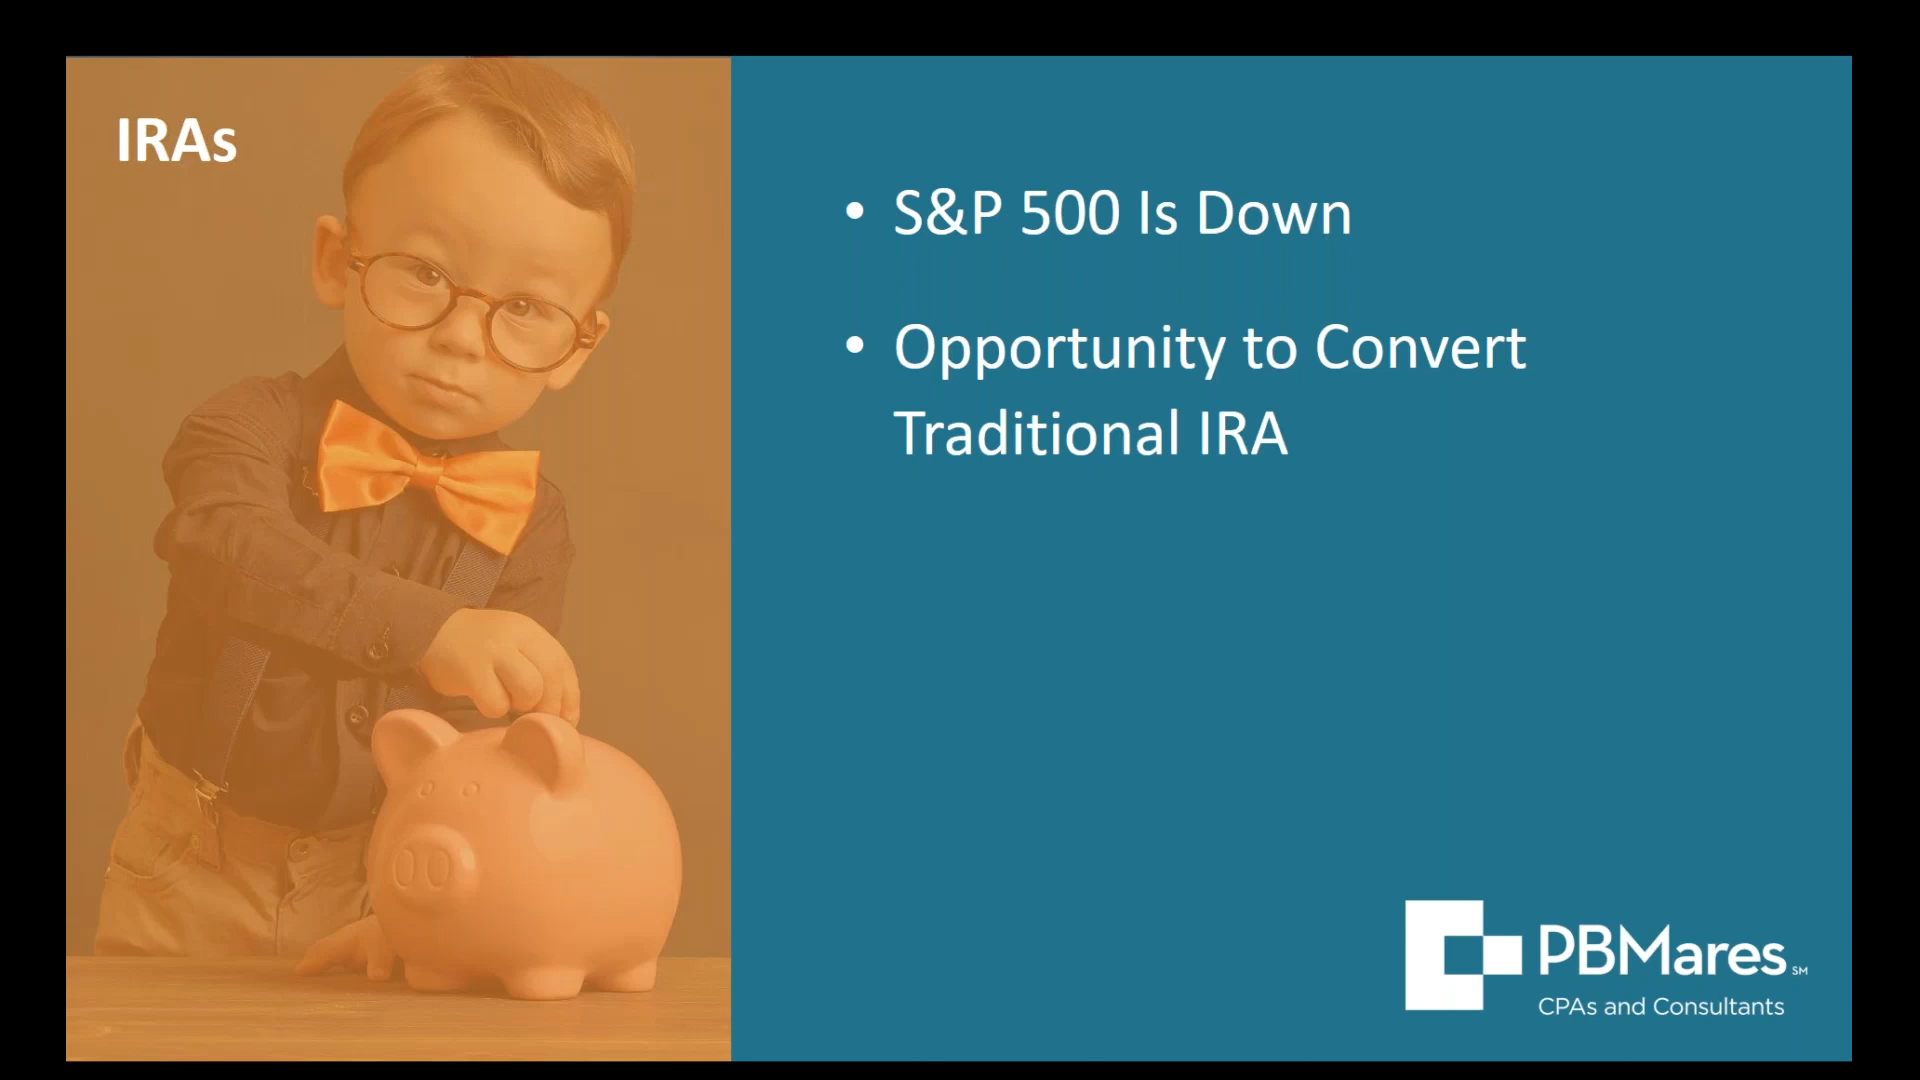 IRAs
• S&P 500 Is Down
• Opportunity to Convert
Traditional IRA
PBMares SM
CPAs and Consultants